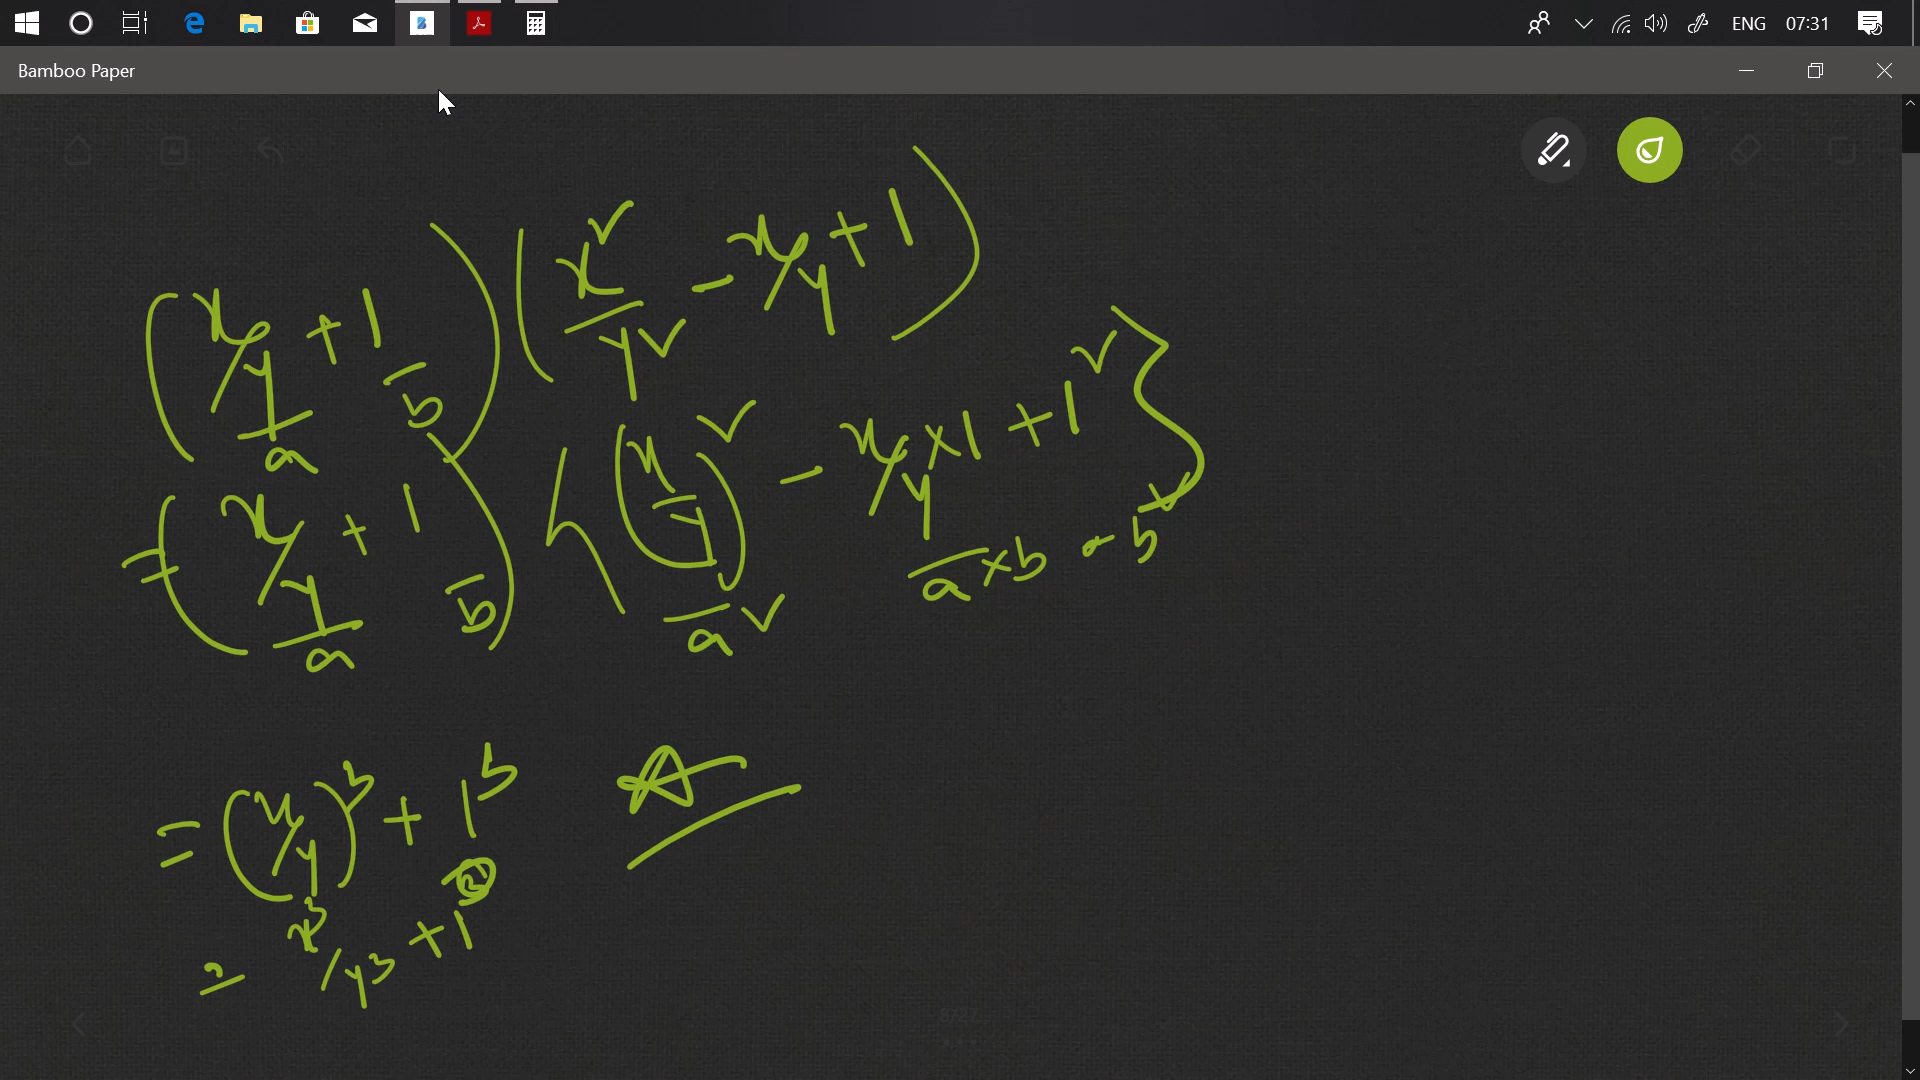 ENG 07:31
Bamboo Paper
(x/y + 1) (x²/y² - x/y + 1)
a b
= (x/y + 1) {(x/y)² - x/y × 1 + 1²}
a b a² a × b b²
= (x/y)³ + 1³
= x³/y³ + 1